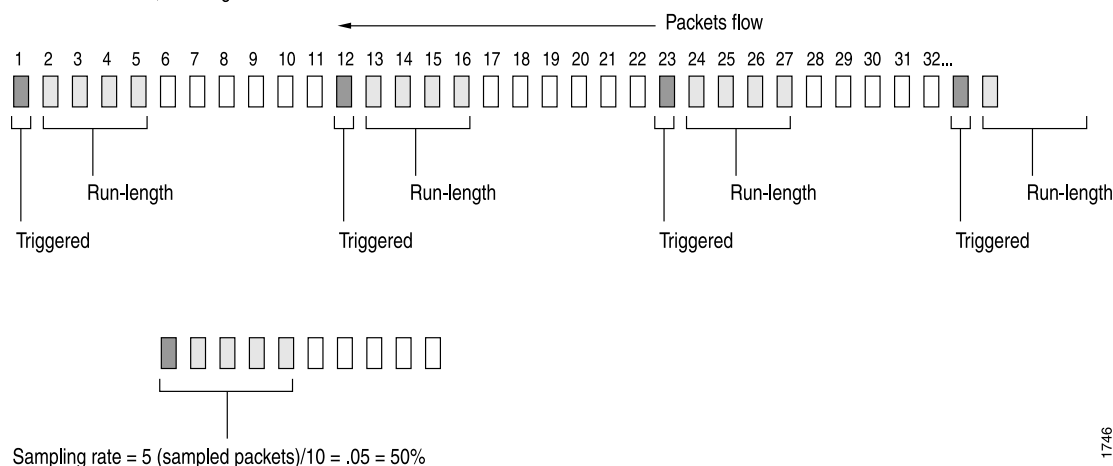 Packets flow
1 2 3 4 5 6 7 8 9 10 11 12 13 14 15 16 17 18 19 20 21 22 23 24 25 26 27 28 29 30 31 32...
Run-length Run-length Run-length Run-length
Triggered Triggered Triggered Triggered
Sampling rate = 5 (sampled packets)/10 = .05 = 50%
1746